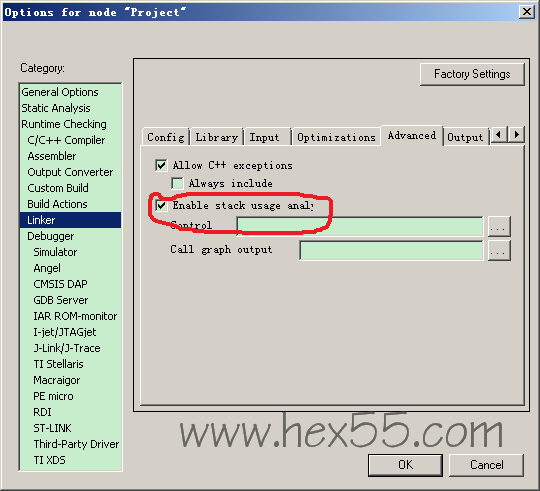 Options for node "Project"
Category:
Factory Settings
General Options
Static Analysis
Runtime Checking
C/C++ Compiler
Assembler
Output Converter
Custom Build
Build Actions
Linker
Debugger
Simulator
Angel
CMSIS DAP
GDB Server
IAR ROM-monitor
I-jet/JTAGjet
J-Link/J-Trace
TI Stellaris
Macraigor
PE micro
RDI
ST-LINK
Third-Party Driver
TI XDS
Config Library Input Optimizations Advanced Output
Allow C++ exceptions
Always include
Enable stack usage analy
Control ...
Call graph output ...
www.hex55.com
OK Cancel